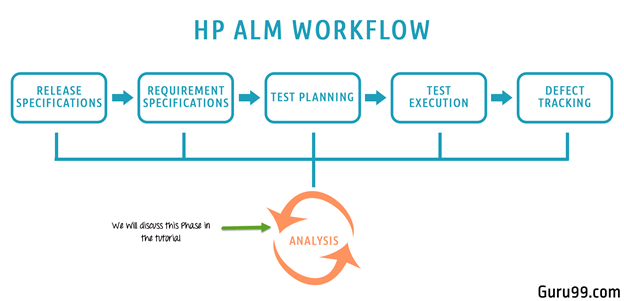 HP ALM WORKFLOW
RELEASE
SPECIFICATIONS
REQUIREMENT
SPECIFICATIONS
TEST PLANNING
TEST
EXECUTION
DEFECT
TRACKING
We will discuss this Phase in
the tutorial
ANALYSIS
Guru99.com